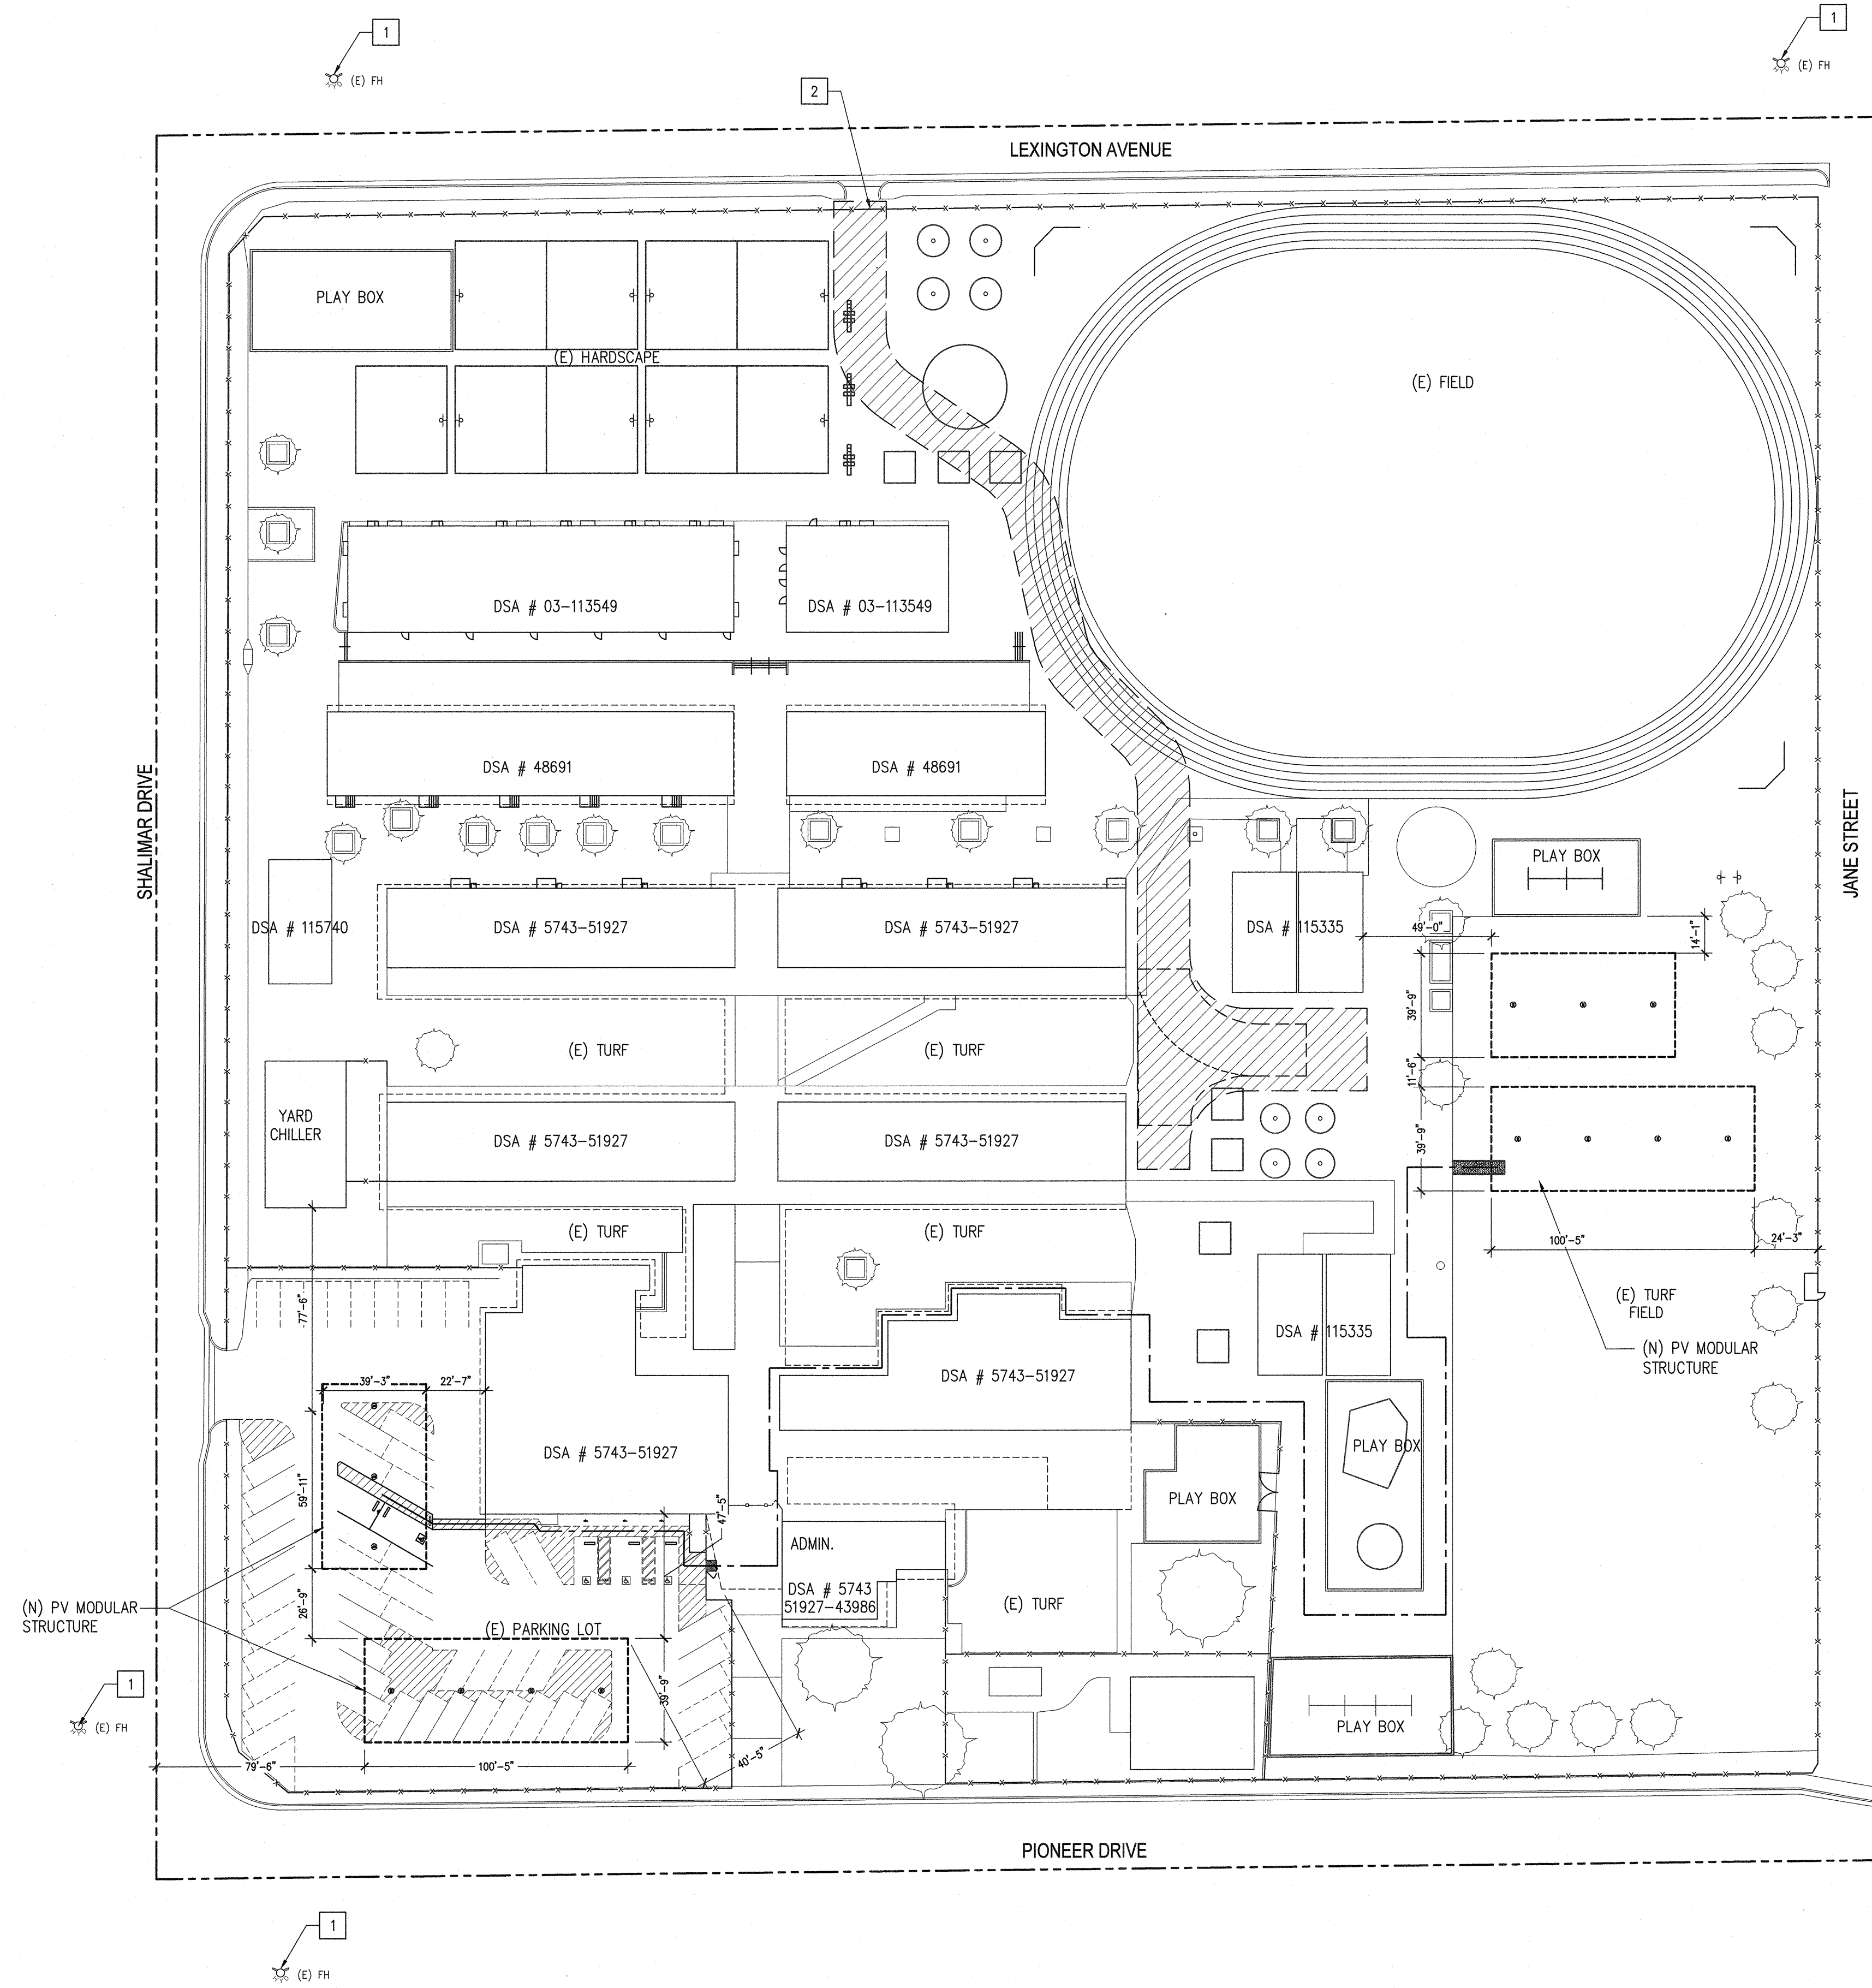 1
(E) FH
1
(E) FH
2
LEXINGTON AVENUE
PLAY BOX
(E) HARDSCAPE
(E) FIELD
DSA # 03-113549
DSA # 03-113549
DSA # 48691
DSA # 48691
SHALIMAR DRIVE
JANE STREET
PLAY BOX
DSA # 115740
DSA # 5743-51927
DSA # 5743-51927
DSA # 115335
49'-0"
14'-1"
39'-9"
(E) TURF
(E) TURF
11'-6"
YARD
CHILLER
DSA # 5743-51927
DSA # 5743-51927
39'-9"
(E) TURF
(E) TURF
100'-5"
24'-3"
77'-6"
(E) TURF
FIELD
DSA # 115335
(N) PV MODULAR
STRUCTURE
39'-3"
22'-7"
DSA # 5743-51927
PLAY BOX
DSA # 5743-51927
59'-11"
PLAY BOX
47'-5"
ADMIN.
DSA # 5743
51927-43986
(E) TURF
(N) PV MODULAR
STRUCTURE
26'-9"
(E) PARKING LOT
39'-9"
1
(E) FH
PLAY BOX
79'-6"
100'-5"
40'-5"
PIONEER DRIVE
1
(E) FH